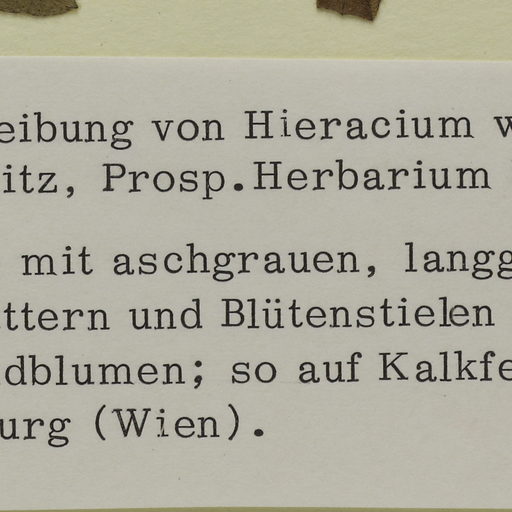 eibung von Hieracium w
itz, Prosp.Herbarium
mit aschgrauen, langg
ttern und Blütenstielen
dblumen; so auf Kalkfe
urg (Wien).